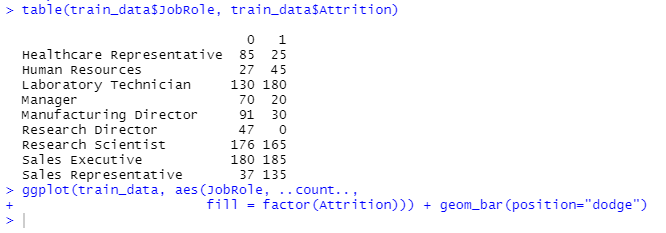 > table(train_data$JobRole, train_data$Attrition)
0 1
Healthcare Representative 85 25
Human Resources 27 45
Laboratory Technician 130 180
Manager 70 20
Manufacturing Director 91 30
Research Director 47 0
Research Scientist 176 165
Sales Executive 180 185
Sales Representative 37 135
> ggplot(train_data, aes(JobRole, ..count..,
+ fill = factor(Attrition))) + geom_bar(position="dodge")
>